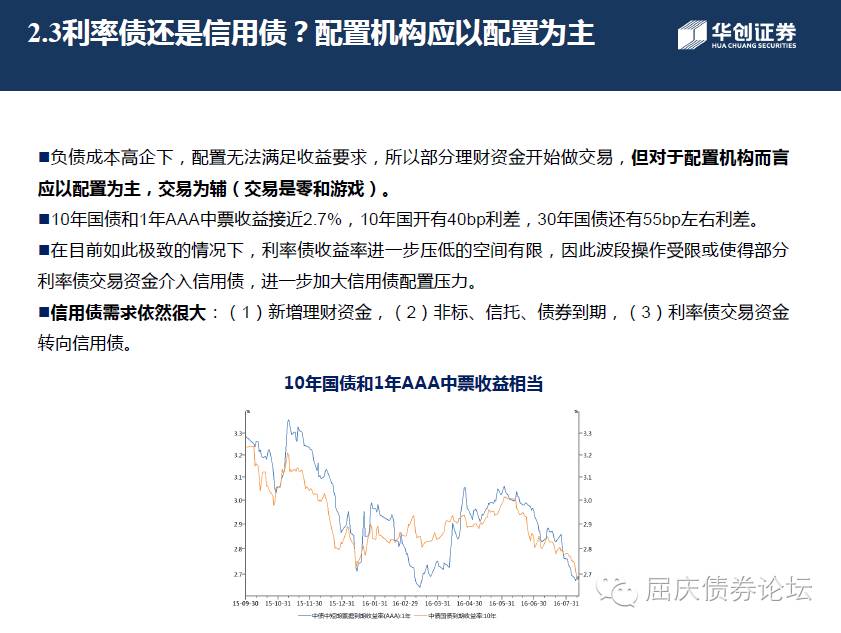 2.3利率债还是信用债？配置机构应以配置为主
华创证券
HUA CHUANG SECURITIES
■负债成本高企下，配置无法满足收益要求，所以部分理财资金开始做交易，但对于配置机构而言
应以配置为主，交易为辅（交易是零和游戏）。
■10年国债和1年AAA中票收益接近2.7%，10年国开有40bp利差，30年国债还有55bp左右利差。
■在目前如此极致的情况下，利率债收益率进一步压低的空间有限，因此波段操作受限或使得部分
利率债交易资金介入信用债，进一步加大信用债配置压力。
■信用债需求依然很大：（1）新增理财资金，（2）非标、信托、债券到期，（3）利率债交易资金
转向信用债。
10年国债和1年AAA中票收益相当
% %
3.3 3.3
3.2 3.2
3.1 3.1
3.0 3.0
2.9 2.9
2.8 2.8
2.7 2.7
15-09-30 15-10-31 15-11-30 15-12-31 16-01-31 16-02-29 16-03-31 16-04-30 16-05-31 16-06-30 16-07-31
中债中短期票据到期收益率(AAA):1年 中债国债到期收益率:10年
屈庆债券论坛